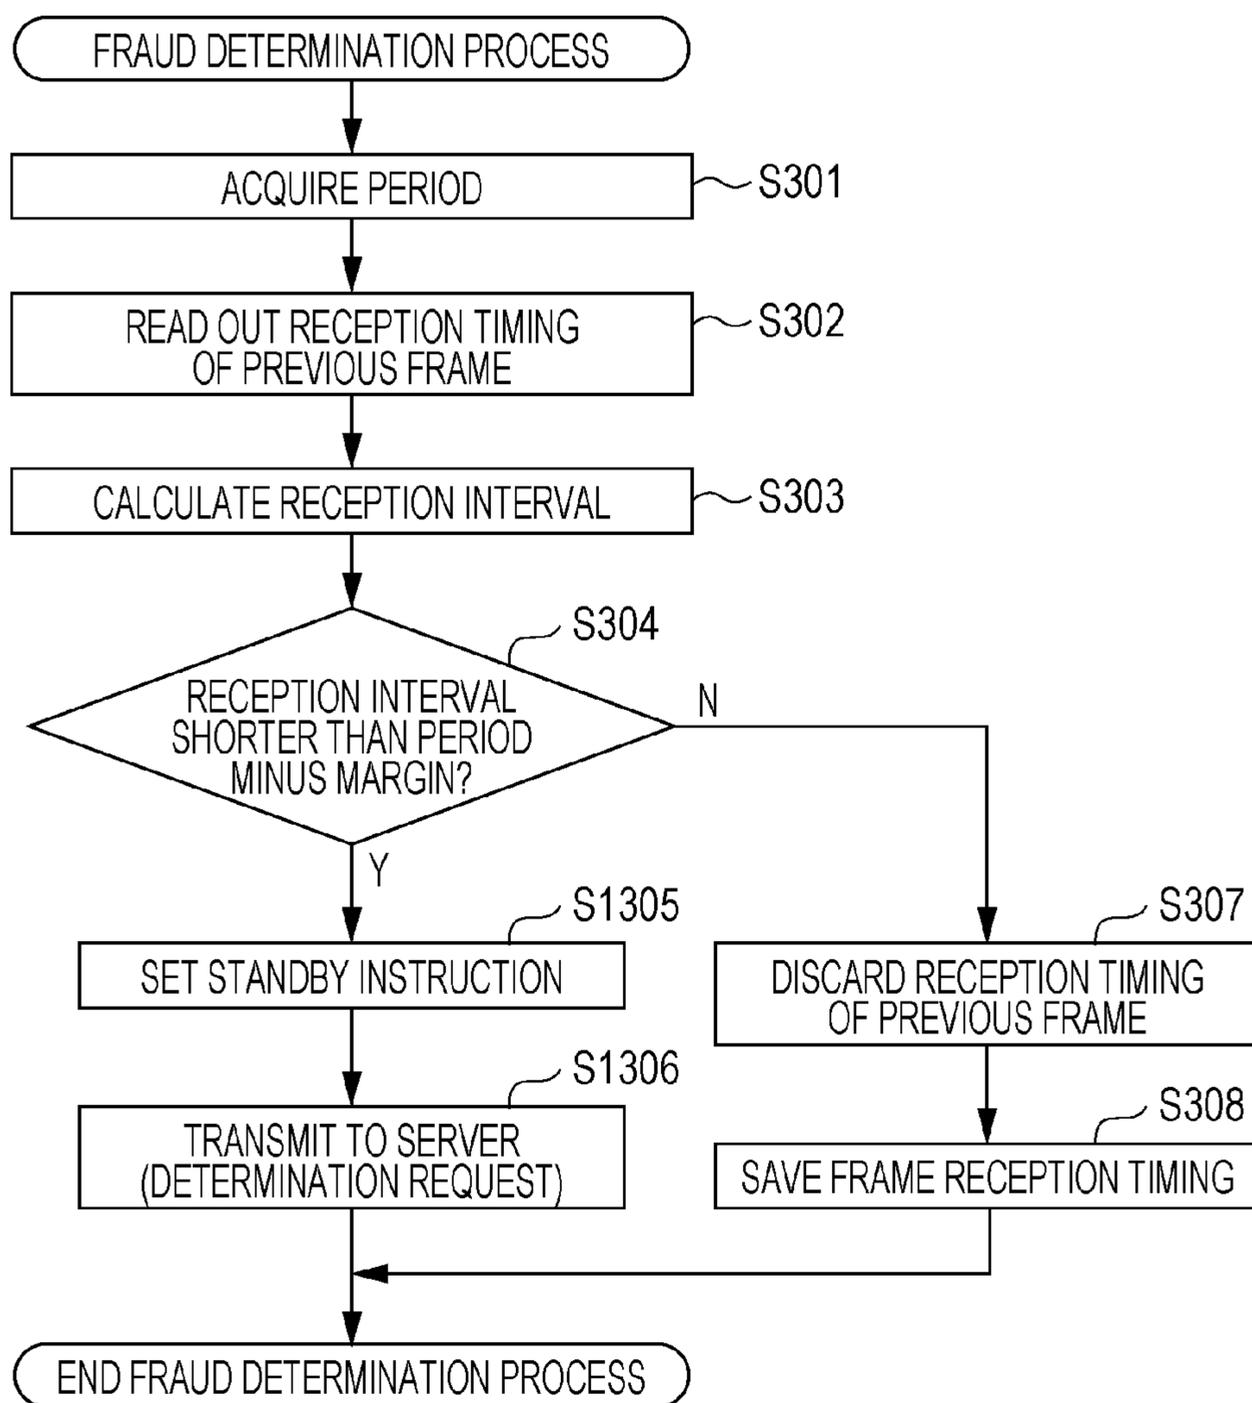 FRAUD DETERMINATION PROCESS
ACQUIRE PERIOD
S301
READ OUT RECEPTION TIMING
OF PREVIOUS FRAME
S302
CALCULATE RECEPTION INTERVAL
S303
S304
RECEPTION INTERVAL
SHORTER THAN PERIOD
MINUS MARGIN?
N
Y
S1305
SET STANDBY INSTRUCTION
S1306
TRANSMIT TO SERVER
(DETERMINATION REQUEST)
S307
DISCARD RECEPTION TIMING
OF PREVIOUS FRAME
S308
SAVE FRAME RECEPTION TIMING
END FRAUD DETERMINATION PROCESS